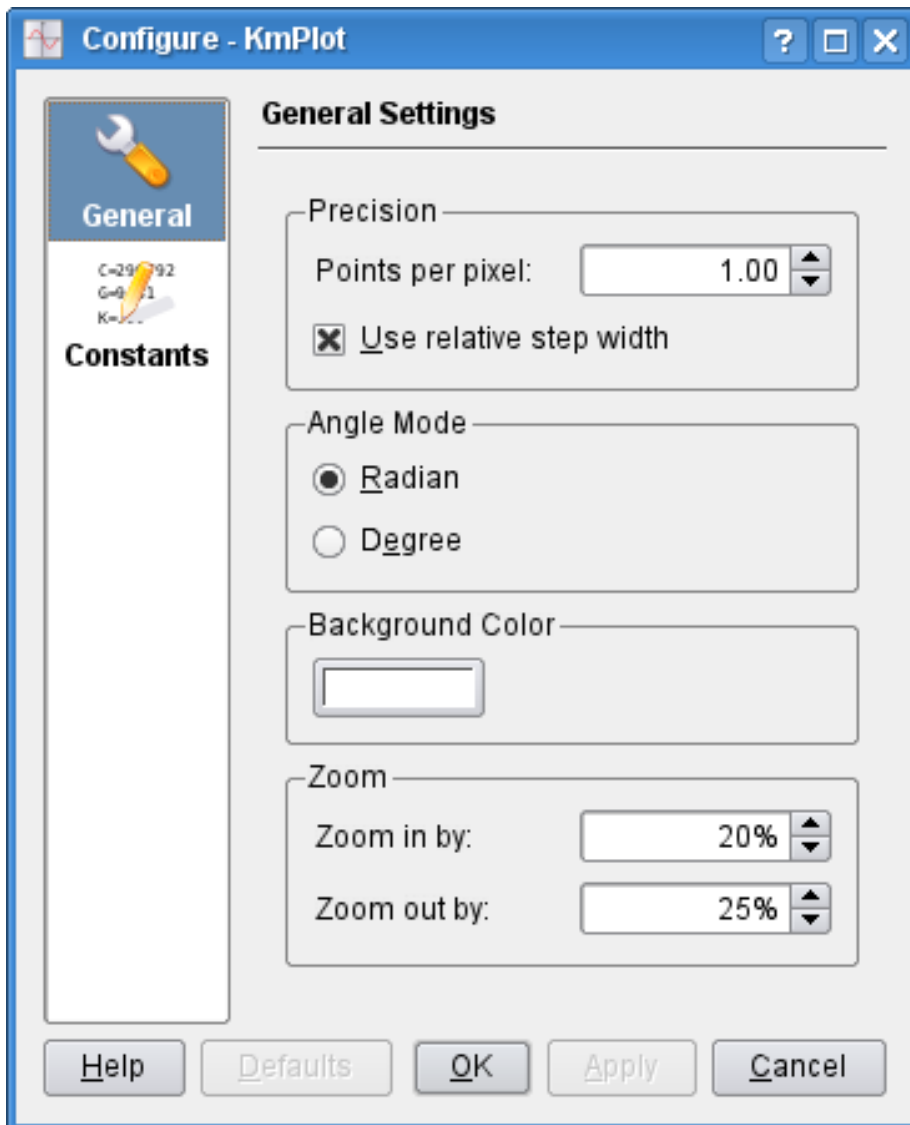 Configure - KmPlot
?
General
Constants
General Settings
Precision
Points per pixel: 1.00
Use relative step width
Angle Mode
Radian
Degree
Background Color
Zoom
Zoom in by: 20%
Zoom out by: 25%
Help Defaults OK Apply Cancel